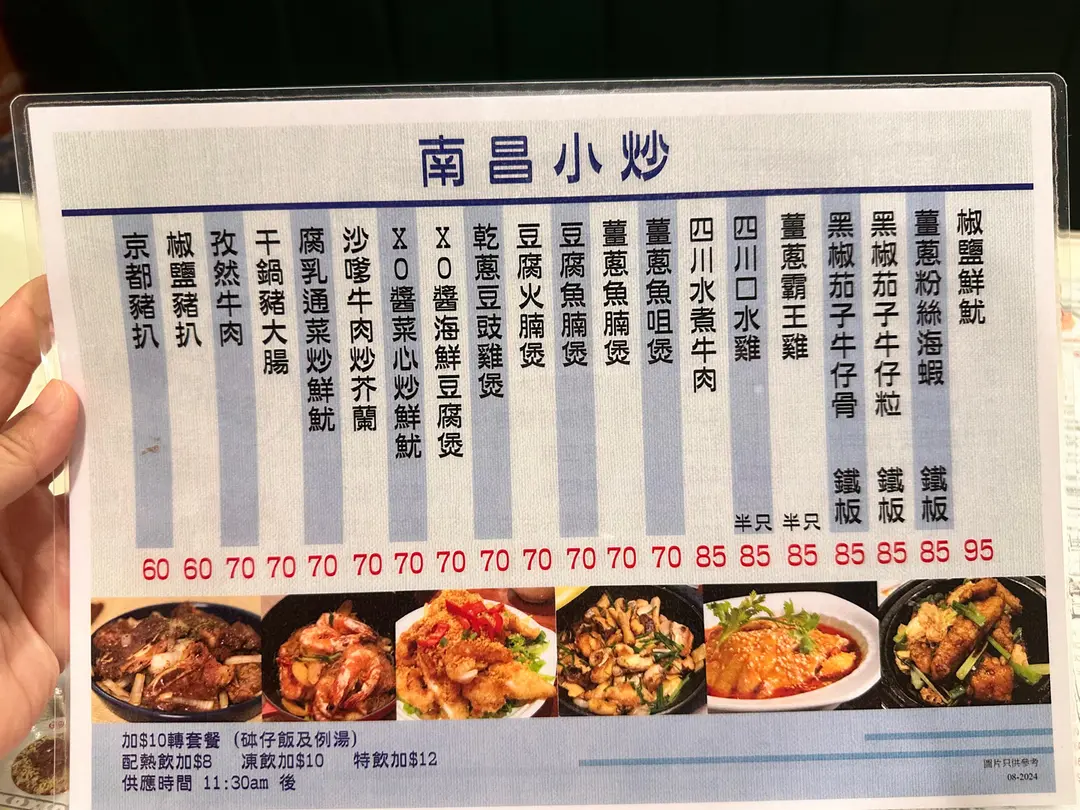 南昌小炒
京都豬扒 60
椒鹽豬扒 60
孜然牛肉 70
干鍋豬大腸 70
腐乳通菜炒鮮魷 70
沙嗲牛肉炒芥蘭 70
XO醬菜心炒鮮魷 70
XO醬海鮮豆腐煲 70
乾蔥豆豉雞煲 70
豆腐火腩煲 70
豆腐魚腩煲 70
薑蔥魚腩煲 70
薑蔥魚咀煲 70
四川水煮牛肉 85
四川口水雞 半只 85
薑蔥霸王雞 半只 85
黑椒茄子牛仔骨 鐵板 85
黑椒茄子牛仔粒 鐵板 85
薑蔥粉絲海蝦 鐵板 85
椒鹽鮮魷 95
加$10轉套餐 (砵仔飯及例湯)
配熱飲加$8 凍飲加$10 特飲加$12
供應時間 11:30am 後
圖片只供參考
08-2024